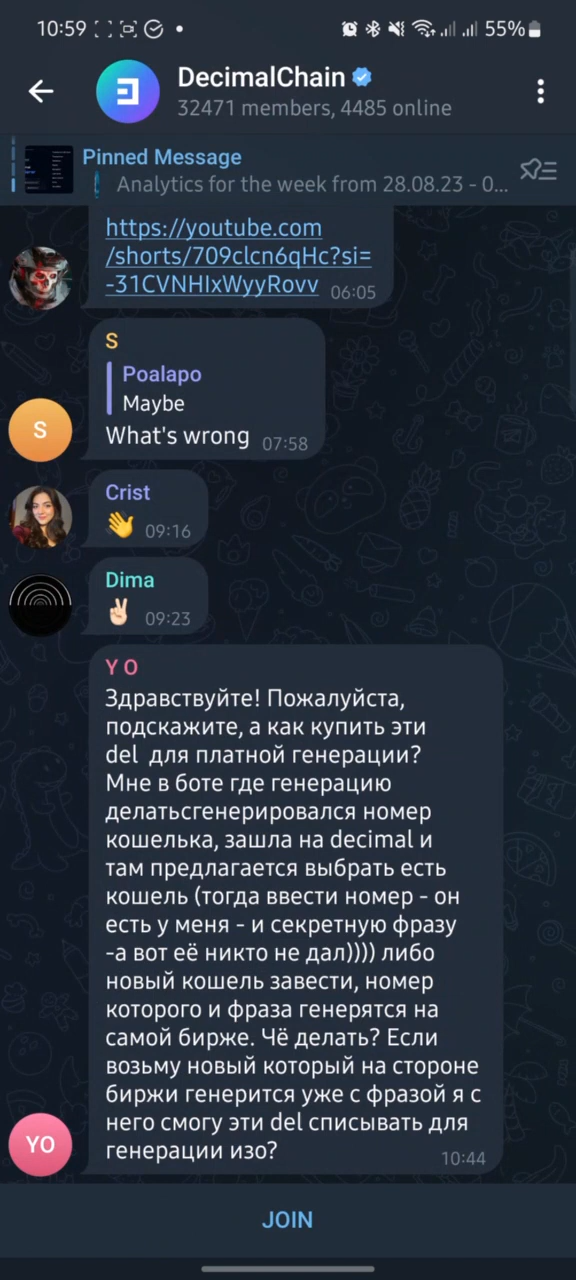 10:59
55%
DecimalChain
32471 members, 4485 online
Pinned Message
Analytics for the week from 28.08.23 - 0...
https://youtube.com
/shorts/709clcn6qHc?si=
-31CVNHIxWyyRovv 06:05
S
Poalapo
Maybe
S
What's wrong 07:58
Crist
👋 09:16
Dima
✌🏻 09:23
Y O
Здравствуйте! Пожалуйста,
подскажите, а как купить эти
del  для платной генерации?
Мне в боте где генерацию
делатьсгенерировался номер
кошелька, зашла на decimal и
там предлагается выбрать есть
кошель (тогда ввести номер - он
есть у меня - и секретную фразу
-а вот её никто не дал)))) либо
новый кошель завести, номер
которого и фраза генерятся на
самой бирже. Чё делать? Если
возьму новый который на стороне
биржи генерится уже с фразой я с
него смогу эти del списывать для
YO
генерации изо? 10:44
JOIN